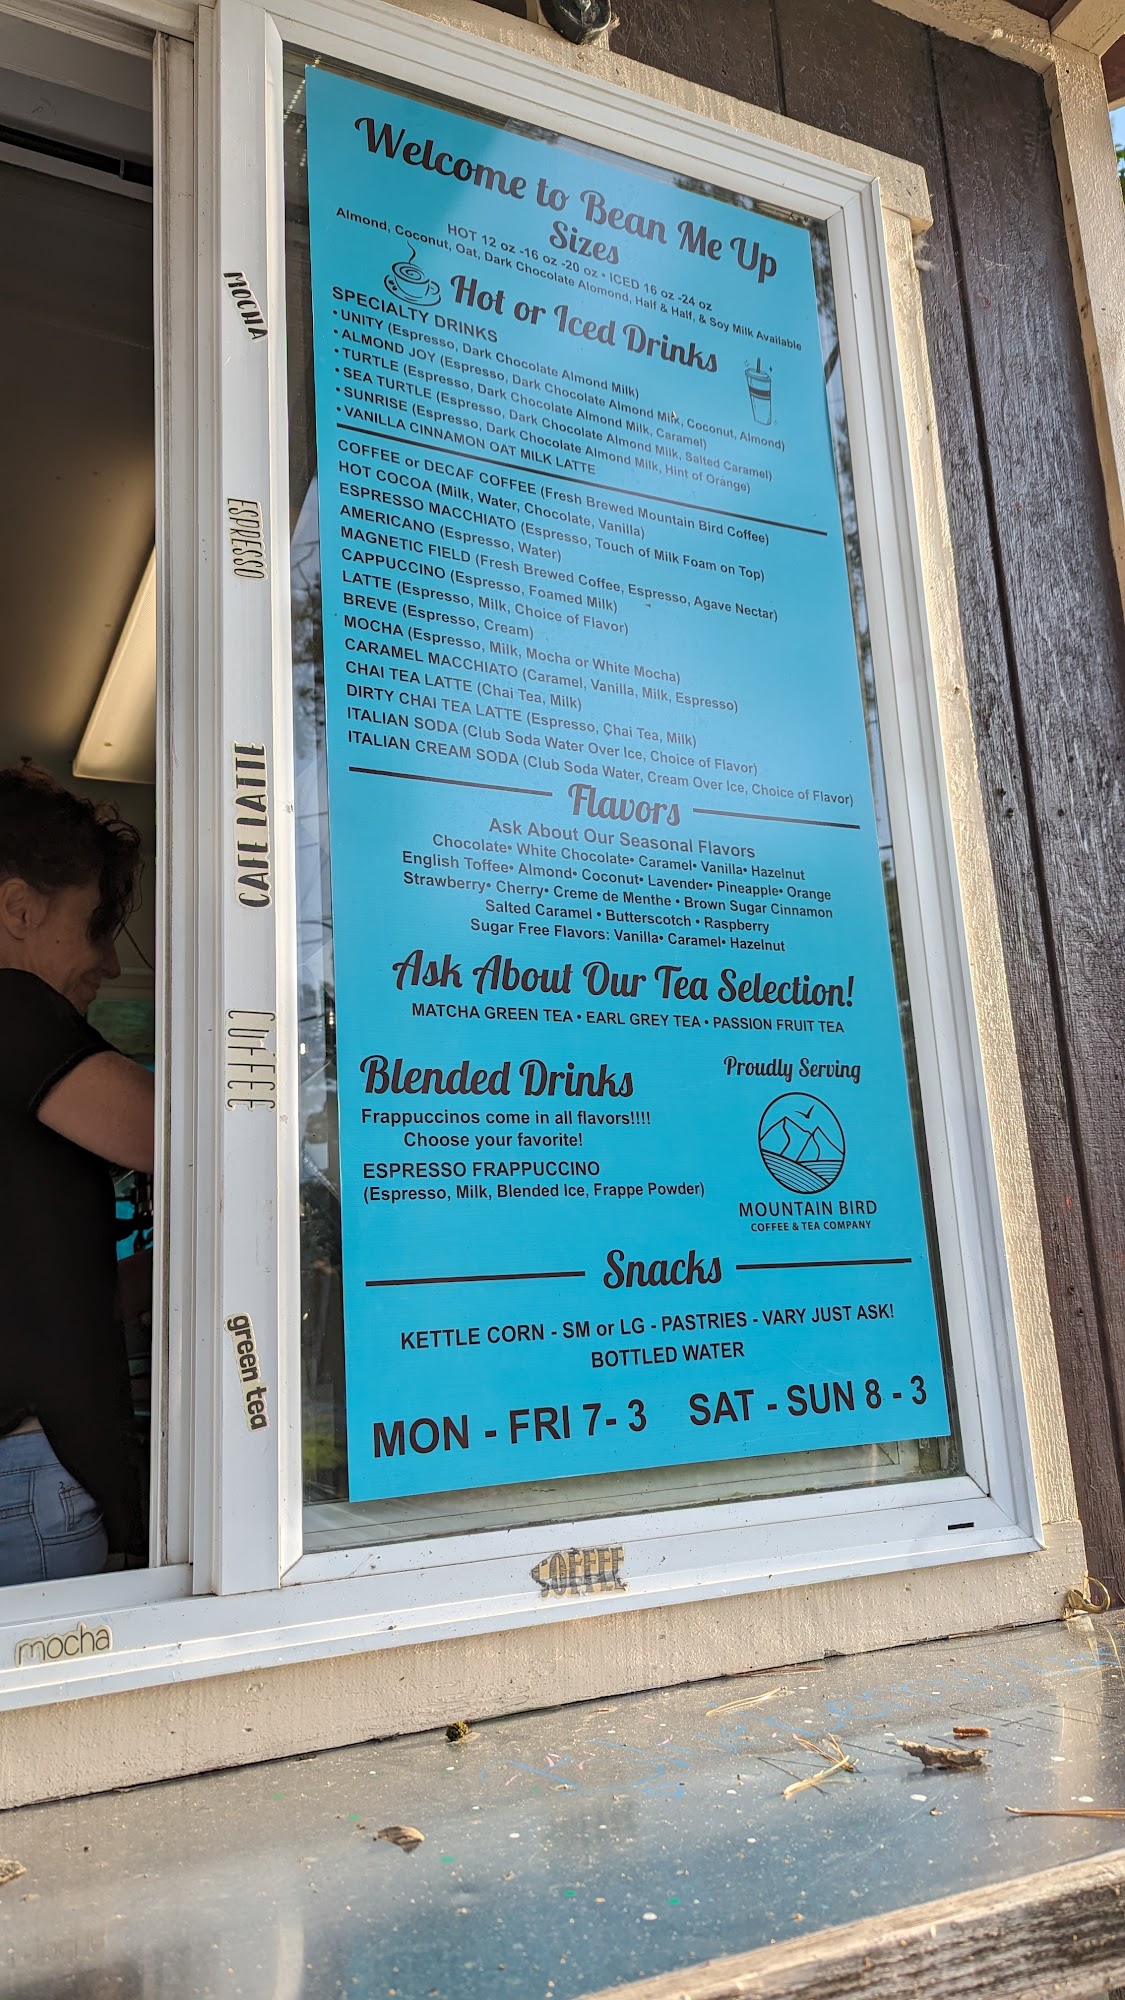 Welcome to Bean Me Up
Sizes
HOT 12 oz -16 oz -20 oz • ICED 16 oz -24 oz
Almond, Coconut, Oat, Dark Chocolate Alomond, Half & Half, & Soy Milk Available
Hot or Iced Drinks
SPECIALTY DRINKS
• UNITY (Espresso, Dark Chocolate Almond Milk)
• ALMOND JOY (Espresso, Dark Chocolate Almond Milk, Coconut, Almond)
• TURTLE (Espresso, Dark Chocolate Almond Milk, Caramel)
• SEA TURTLE (Espresso, Dark Chocolate Almond Milk, Salted Caramel)
• SUNRISE (Espresso, Dark Chocolate Almond Milk, Hint of Orange)
• VANILLA CINNAMON OAT MILK LATTE
COFFEE or DECAF COFFEE (Fresh Brewed Mountain Bird Coffee)
HOT COCOA (Milk, Water, Chocolate, Vanilla)
ESPRESSO MACCHIATO (Espresso, Touch of Milk Foam on Top)
AMERICANO (Espresso, Water)
MAGNETIC FIELD (Fresh Brewed Coffee, Espresso, Agave Nectar)
CAPPUCCINO (Espresso, Foamed Milk)
LATTE (Espresso, Milk, Choice of Flavor)
BREVE (Espresso, Cream)
MOCHA (Espresso, Milk, Mocha or White Mocha)
CARAMEL MACCHIATO (Caramel, Vanilla, Milk, Espresso)
CHAI TEA LATTE (Chai Tea, Milk)
DIRTY CHAI TEA LATTE (Espresso, Chai Tea, Milk)
ITALIAN SODA (Club Soda Water Over Ice, Choice of Flavor)
ITALIAN CREAM SODA (Club Soda Water, Cream Over Ice, Choice of Flavor)
Flavors
Ask About Our Seasonal Flavors
Chocolate• White Chocolate• Caramel• Vanilla• Hazelnut
English Toffee• Almond• Coconut• Lavender• Pineapple• Orange
Strawberry• Cherry• Creme de Menthe • Brown Sugar Cinnamon
Salted Caramel • Butterscotch • Raspberry
Sugar Free Flavors: Vanilla• Caramel• Hazelnut
Ask About Our Tea Selection!
MATCHA GREEN TEA • EARL GREY TEA • PASSION FRUIT TEA
Blended Drinks
Frappuccinos come in all flavors!!!!
Choose your favorite!
ESPRESSO FRAPPUCCINO
(Espresso, Milk, Blended Ice, Frappe Powder)
Proudly Serving
MOUNTAIN BIRD
COFFEE & TEA COMPANY
Snacks
KETTLE CORN - SM or LG - PASTRIES - VARY JUST ASK!
BOTTLED WATER
MON - FRI 7- 3 SAT - SUN 8 - 3
MOCHA
ESPRESSO
CAFE LATTE
COFFEE
green tea
COFFEE
mocha